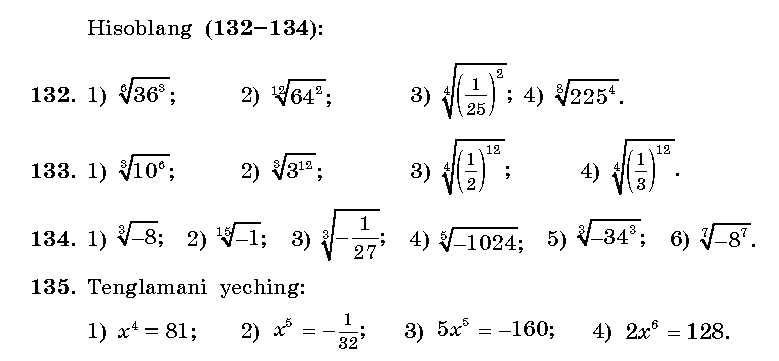 Hisoblang (132–134):
132. 1) \sqrt[6]{36^3}; 2) \sqrt[12]{64^2}; 3) \sqrt[4]{\left(\frac{1}{25}\right)^2}; 4) \sqrt[8]{225^4}.
133. 1) \sqrt[3]{10^6}; 2) \sqrt[3]{3^{12}}; 3) \sqrt[4]{\left(\frac{1}{2}\right)^{12}}; 4) \sqrt[4]{\left(\frac{1}{3}\right)^{12}}.
134. 1) \sqrt[3]{-8}; 2) \sqrt[15]{-1}; 3) \sqrt[3]{-\frac{1}{27}}; 4) \sqrt[5]{-1024}; 5) \sqrt[3]{-34^3}; 6) \sqrt[7]{-8^7}.
135. Tenglamani yeching:
1) x^4 = 81; 2) x^5 = -\frac{1}{32}; 3) 5x^5 = -160; 4) 2x^6 = 128.